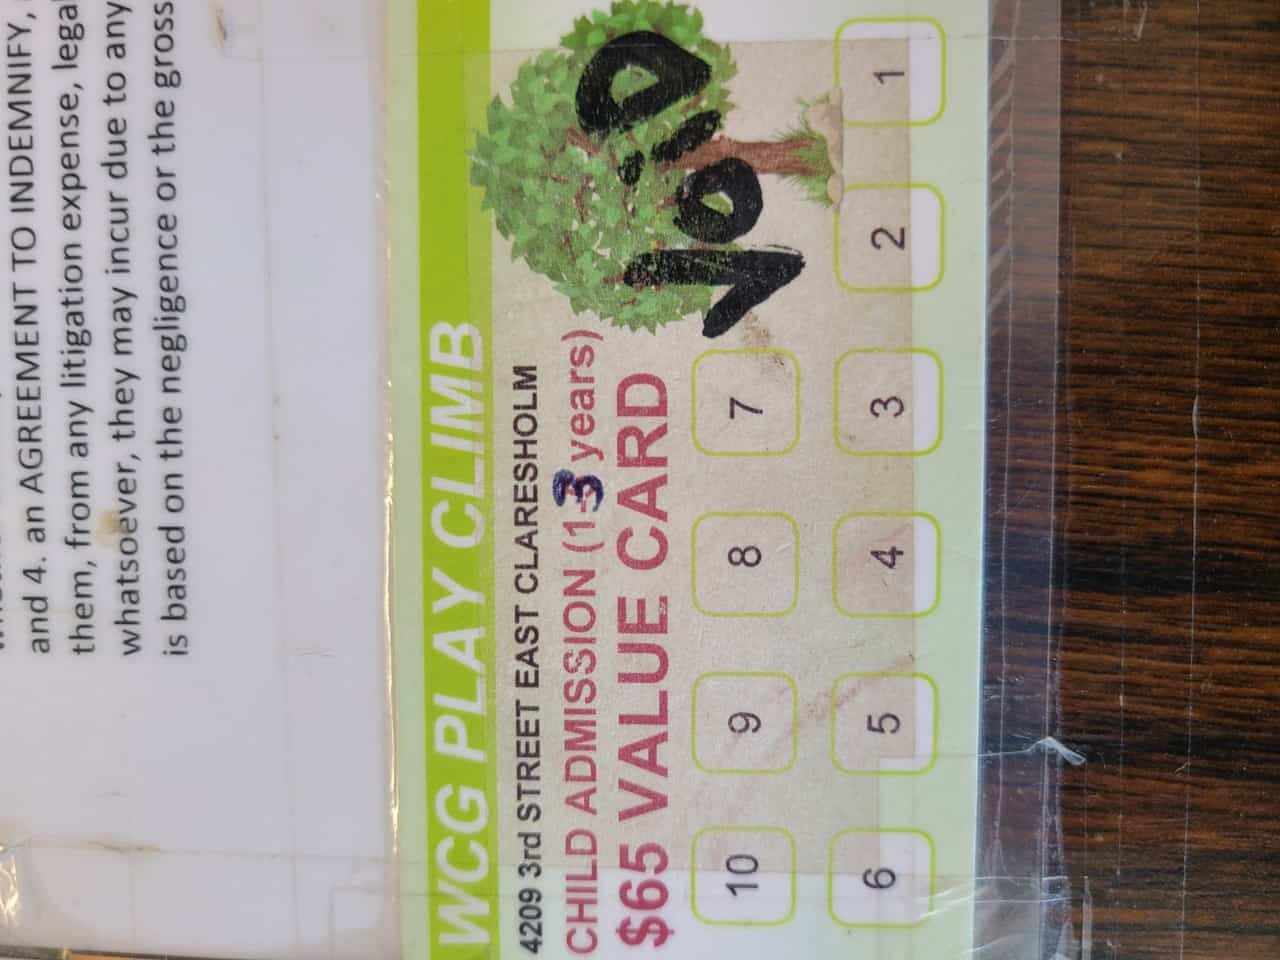 and 4. an AGREEMENT TO INDEMNIFY,
them, from any litigation expense, legal
whatsoever, they may incur due to any
is based on the negligence or the gross
WCG PLAY CLIMB
4209 3rd STREET EAST CLARESHOLM
CHILD ADMISSION (1-3 years)
$65 VALUE CARD
Void
10 9 8 7
6 5 4 3 2 1